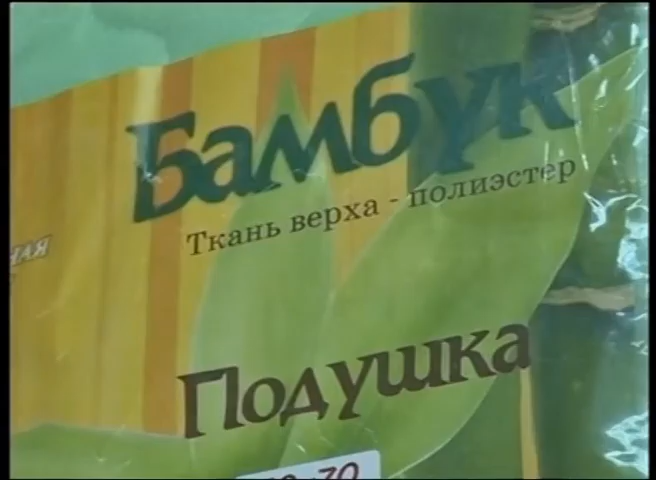 Бамбук
Ткань верха - полиэстер
Подушка